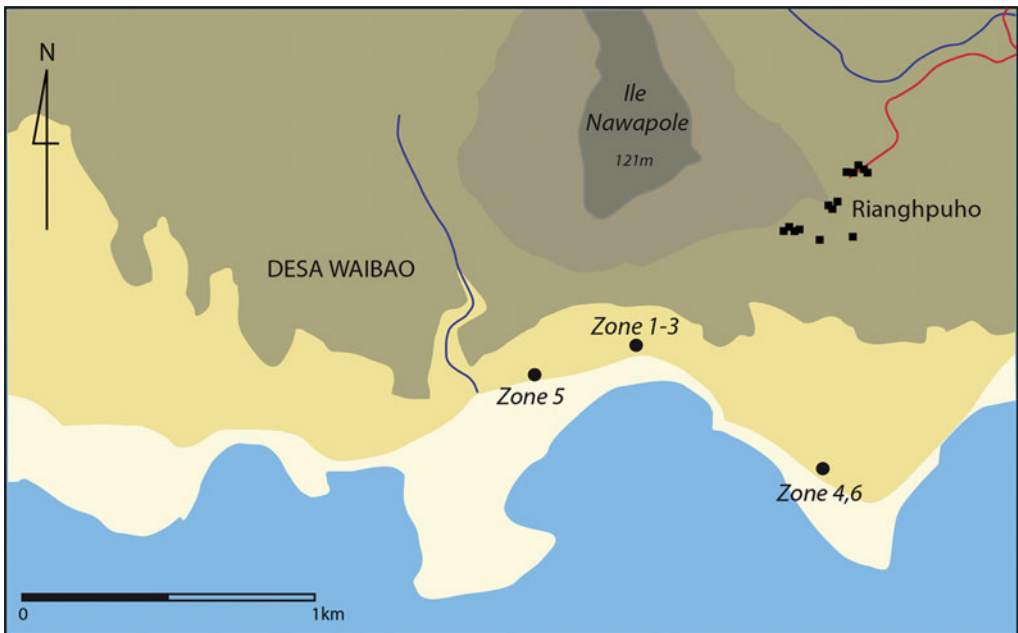 N
Ile
Nawapole
121m
Rianghpuho
DESA WAIBAO
Zone 1-3
Zone 5
Zone 4,6
0 1km